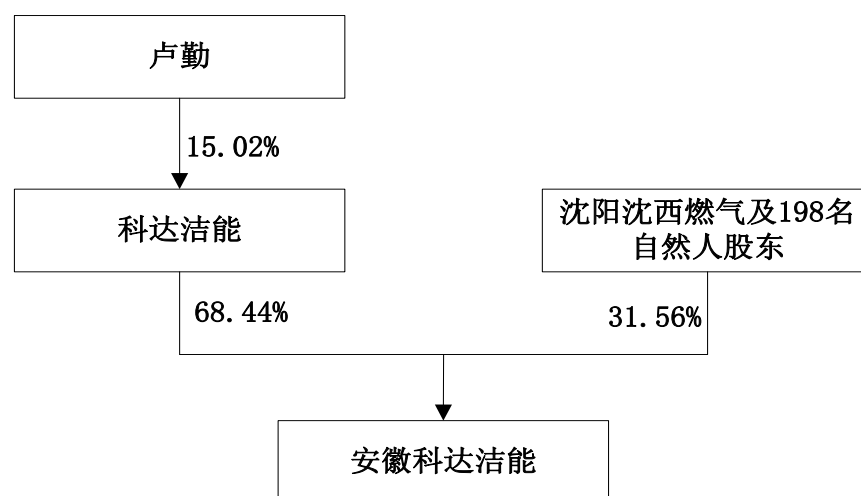 卢勤
15.02%
科达洁能
沈阳沈西燃气及198名
自然人股东
68.44%
31.56%
安徽科达洁能